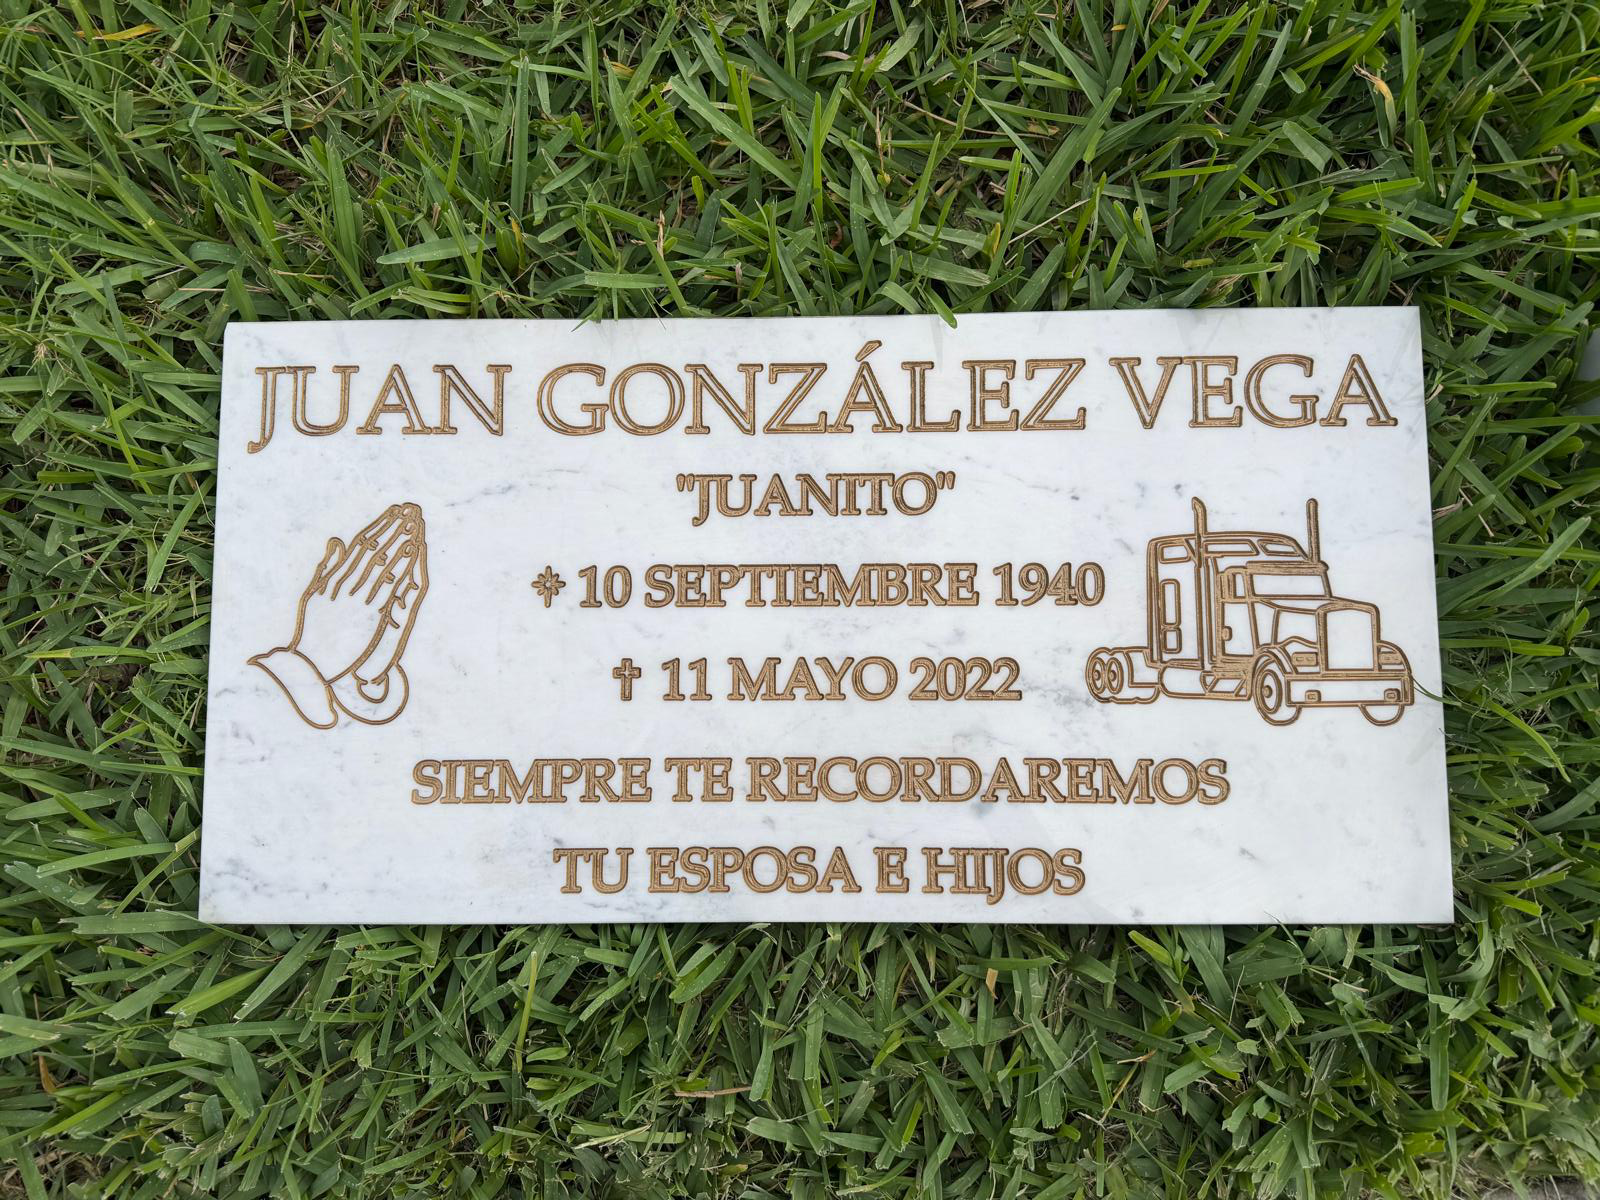 JUAN GONZÁLEZ VEGA
"JUANITO"
* 10 SEPTIEMBRE 1940
✝ 11 MAYO 2022
SIEMPRE TE RECORDAREMOS
TU ESPOSA E HIJOS